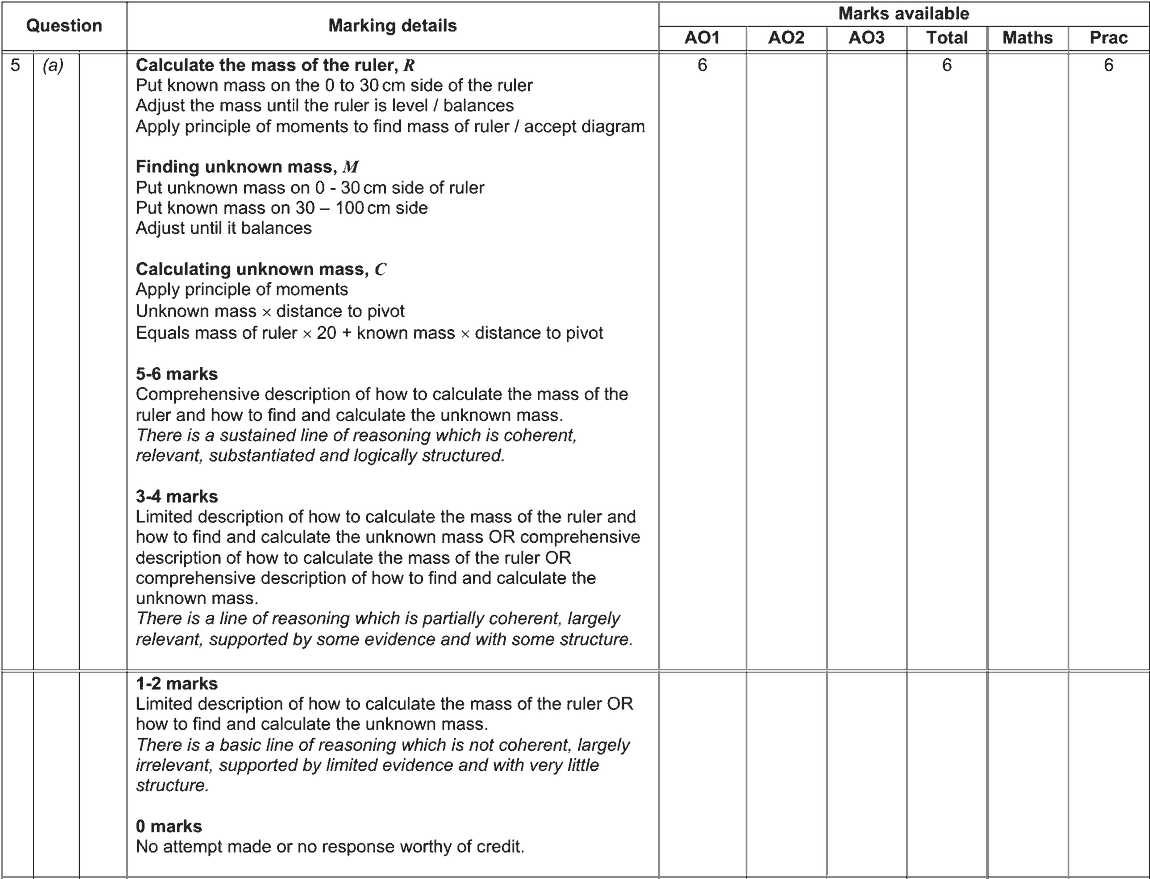 Question Marking details Marks available
AO1 AO2 AO3 Total Maths Prac
5 (a) Calculate the mass of the ruler, R 6 6 6
Put known mass on the 0 to 30 cm side of the ruler
Adjust the mass until the ruler is level / balances
Apply principle of moments to find mass of ruler / accept diagram
Finding unknown mass, M
Put unknown mass on 0 - 30 cm side of ruler
Put known mass on 30 – 100 cm side
Adjust until it balances
Calculating unknown mass, C
Apply principle of moments
Unknown mass × distance to pivot
Equals mass of ruler × 20 + known mass × distance to pivot
5-6 marks
Comprehensive description of how to calculate the mass of the
ruler and how to find and calculate the unknown mass.
There is a sustained line of reasoning which is coherent,
relevant, substantiated and logically structured.
3-4 marks
Limited description of how to calculate the mass of the ruler and
how to find and calculate the unknown mass OR comprehensive
description of how to calculate the mass of the ruler OR
comprehensive description of how to find and calculate the
unknown mass.
There is a line of reasoning which is partially coherent, largely
relevant, supported by some evidence and with some structure.
1-2 marks
Limited description of how to calculate the mass of the ruler OR
how to find and calculate the unknown mass.
There is a basic line of reasoning which is not coherent, largely
irrelevant, supported by limited evidence and with very little
structure.
0 marks
No attempt made or no response worthy of credit.